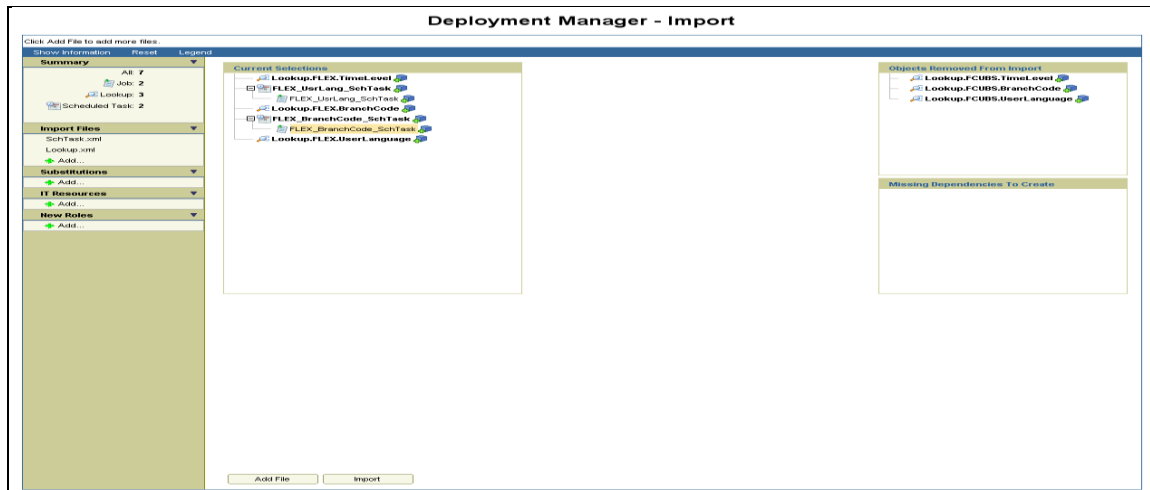 Deployment Manager - Import
Click Add File to add more files.
Show Information Reset Legend
Summary
All: 7
Job: 2
Lookup: 3
Scheduled Task: 2
Import Files
SchTask.xml
Lookup.xml
Add...
Substitutions
Add...
IT Resources
Add...
New Roles
Add...
Current Selections
Lookup.FLEX.TimeLevel
FLEX_UsrLang_SchTask
FLEX_UsrLang_SchTask
Lookup.FLEX.BranchCode
FLEX_BranchCode_SchTask
FLEX_BranchCode_SchTask
Lookup.FLEX.UserLanguage
Objects Removed From Import
Lookup.FCUBS.TimeLevel
Lookup.FCUBS.BranchCode
Lookup.FCUBS.UserLanguage
Missing Dependencies To Create
Add File Import